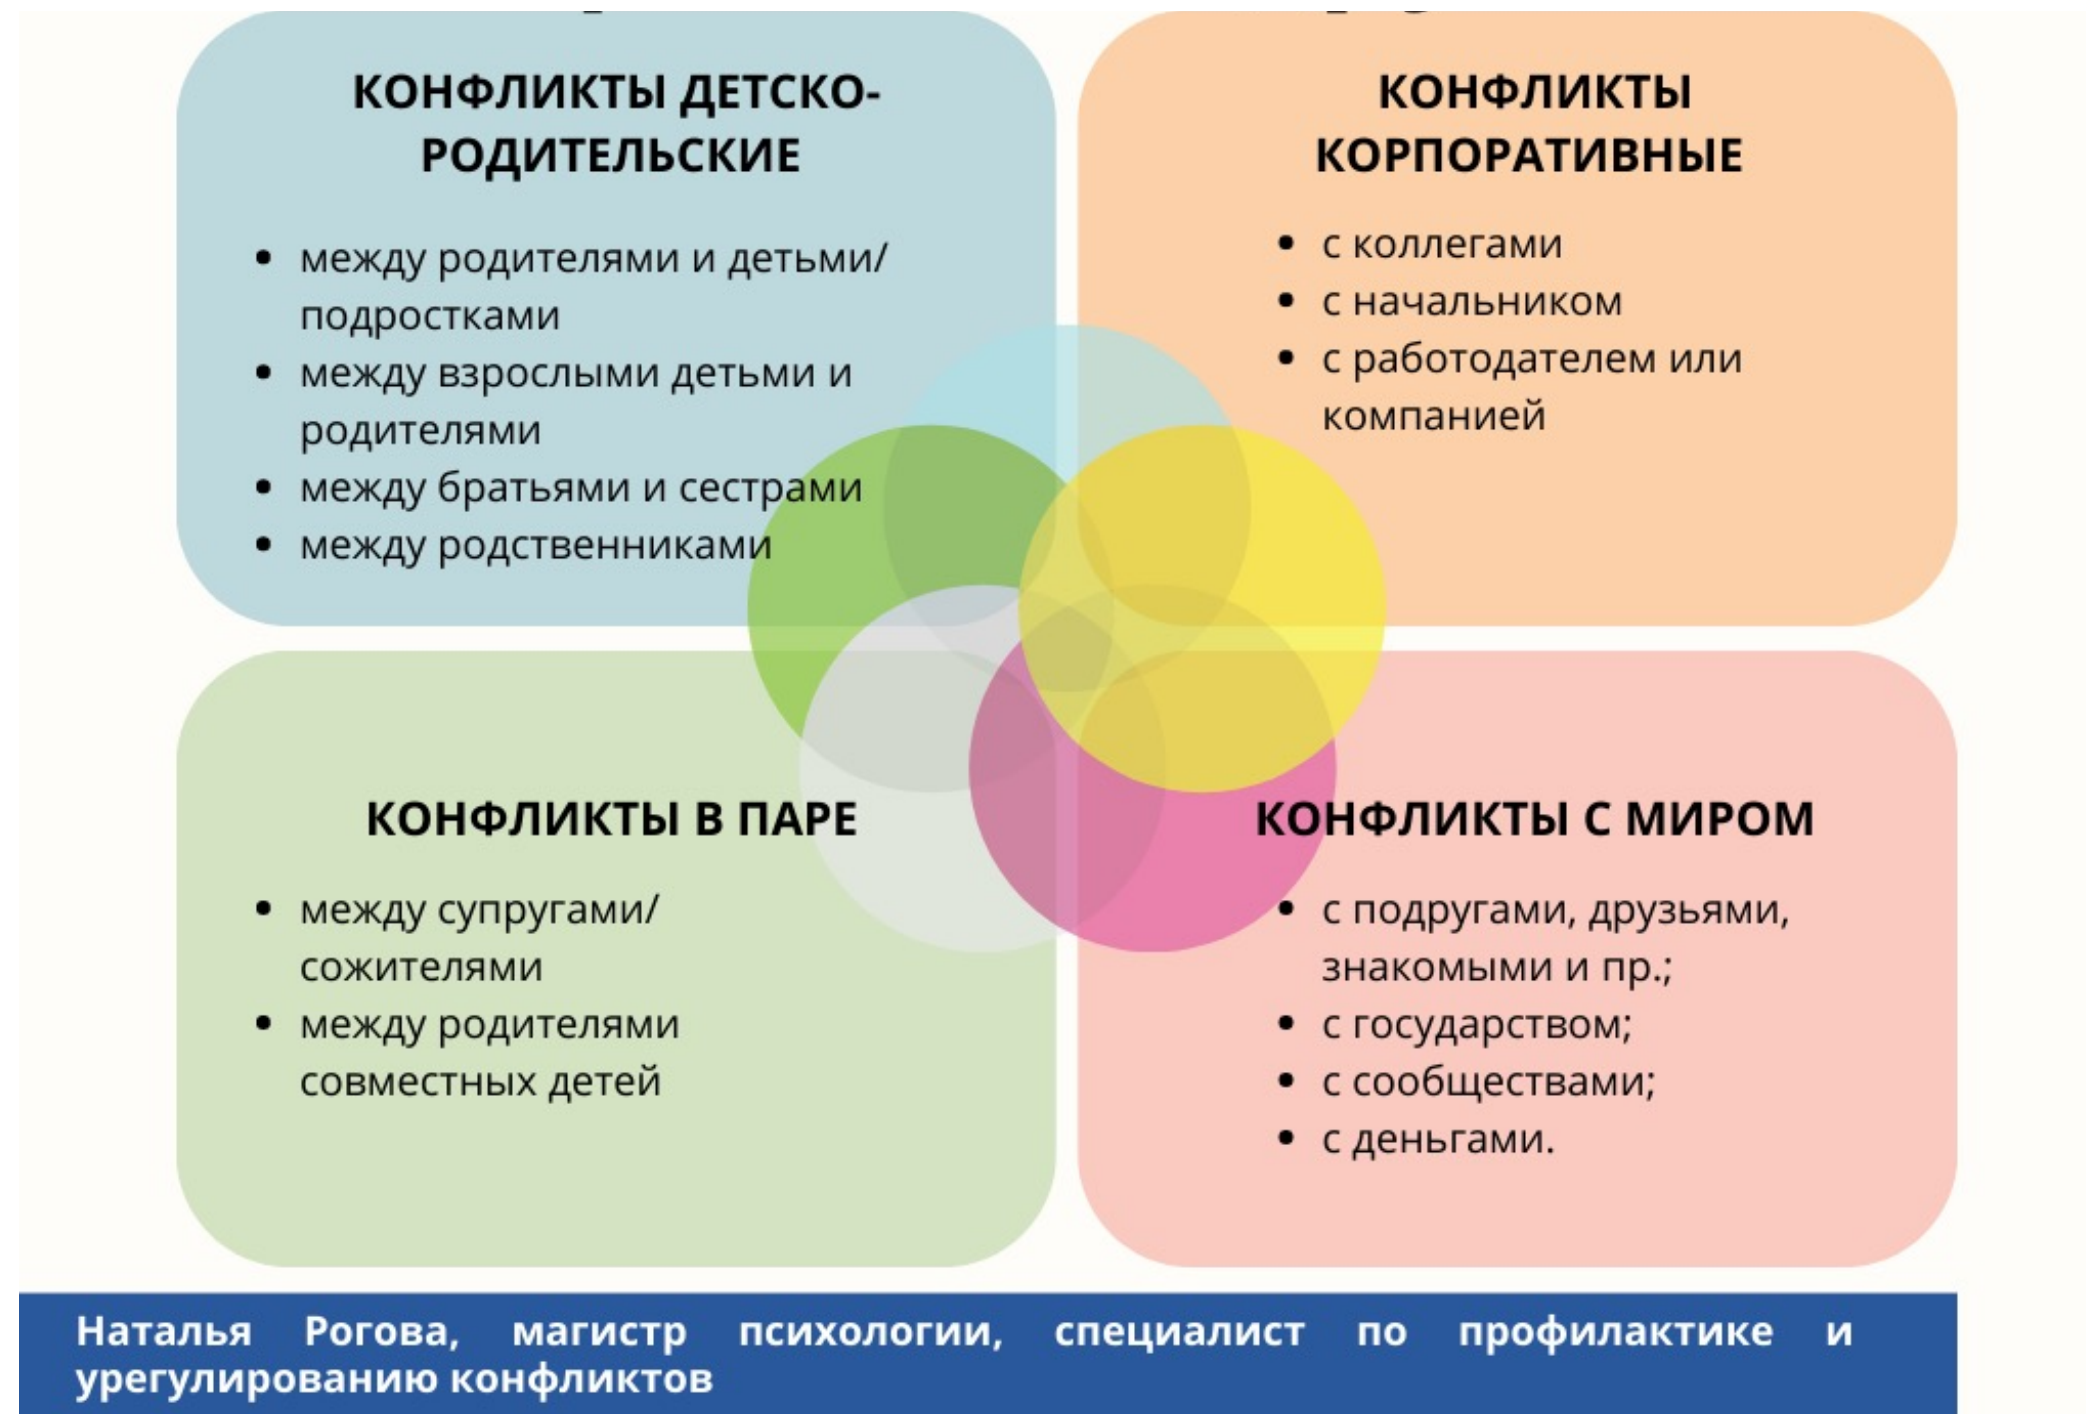 КОНФЛИКТЫ ДЕТСКО-
РОДИТЕЛЬСКИЕ
• между родителями и детьми/
подростками
• между взрослыми детьми и
родителями
• между братьями и сестрами
• между родственниками
КОНФЛИКТЫ
КОРПОРАТИВНЫЕ
• с коллегами
• с начальником
• с работодателем или
компанией
КОНФЛИКТЫ В ПАРЕ
• между супругами/
сожителями
• между родителями
совместных детей
КОНФЛИКТЫ С МИРОМ
• с подругами, друзьями,
знакомыми и пр.;
• с государством;
• с сообществами;
• с деньгами.
Наталья Рогова, магистр психологии, специалист по профилактике и
урегулированию конфликтов